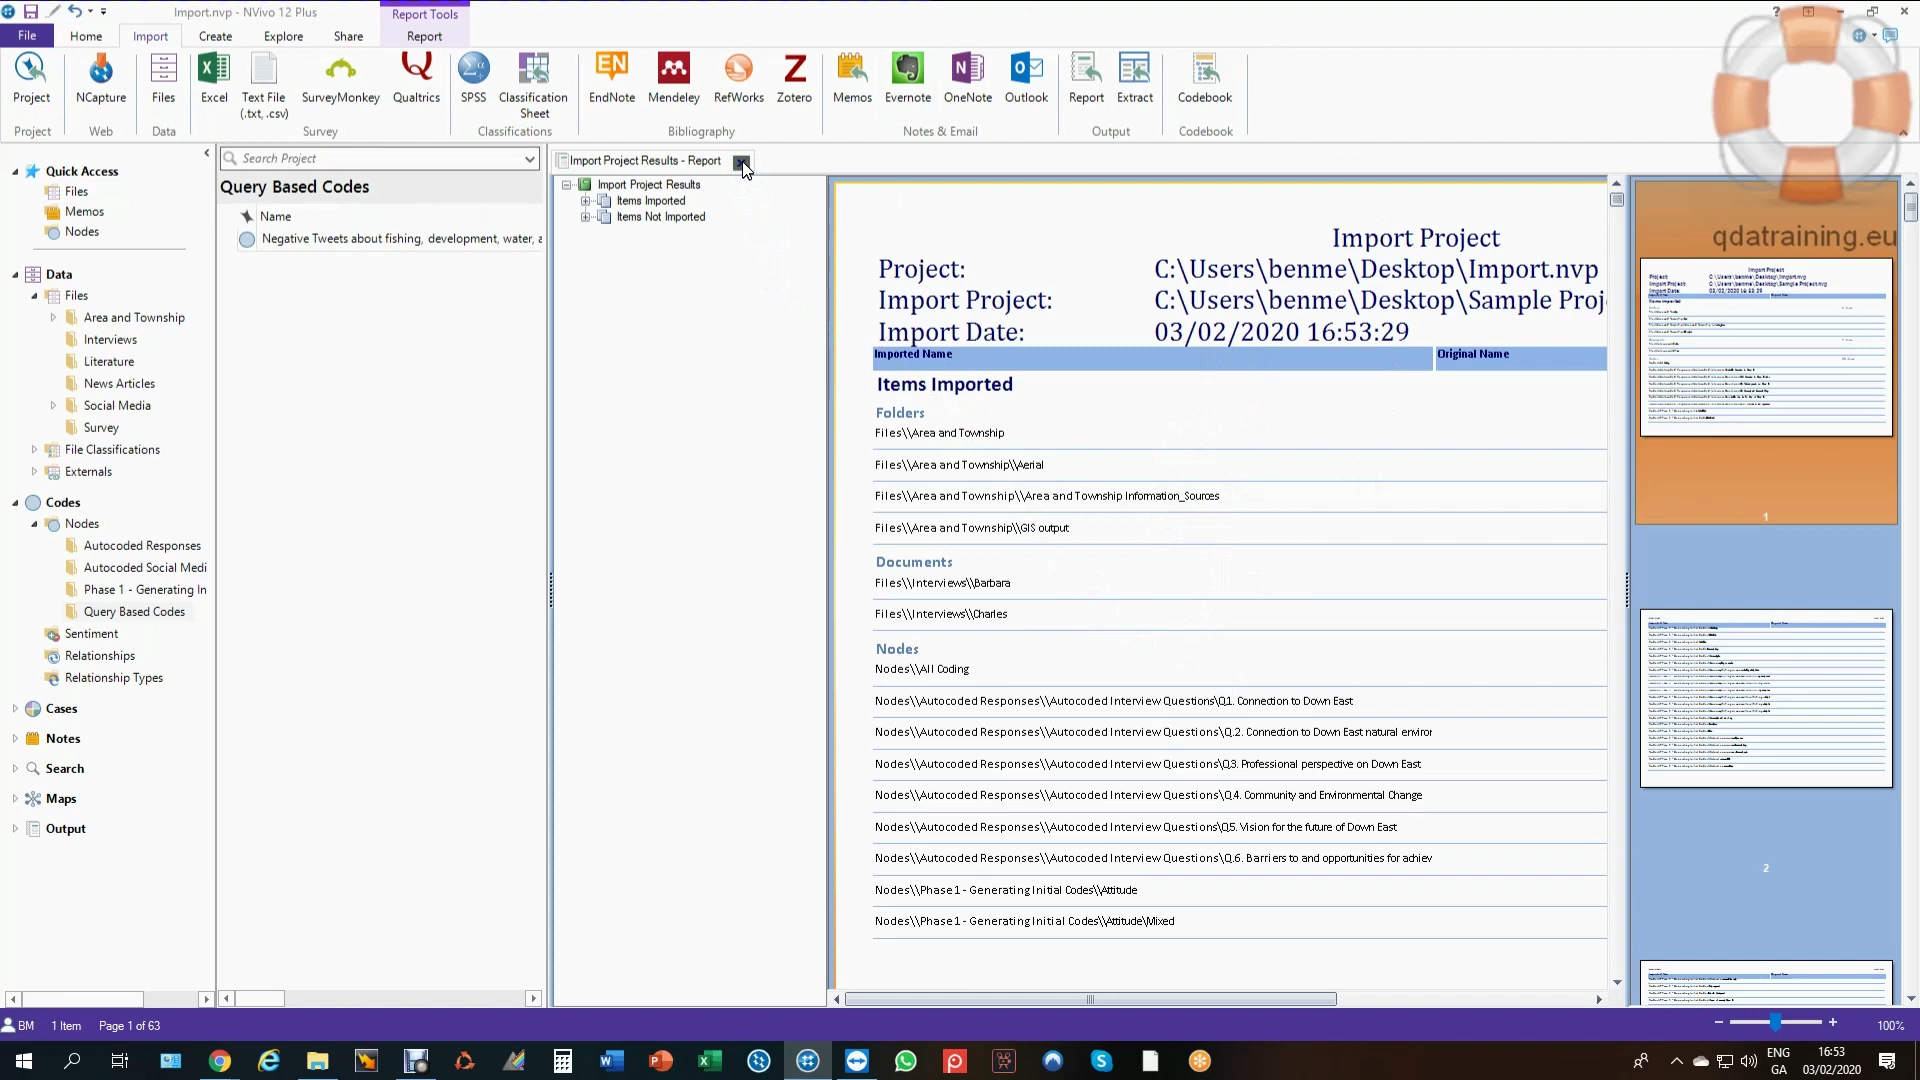 Import.nvp - NVivo 12 Plus
Report Tools
File
Home
Import
Create
Explore
Share
Report
Project
NCapture
Files
Excel
Text File
(.txt, .csv)
SurveyMonkey
Qualtrics
SPSS
Classification
Sheet
EndNote
Mendeley
RefWorks
Zotero
Memos
Evernote
OneNote
Outlook
Report
Extract
Codebook
Project
Web
Data
Survey
Classifications
Bibliography
Notes & Email
Output
Codebook
qdatraining.eu
Quick Access
Files
Memos
Nodes
Data
Files
Area and Township
Interviews
Literature
News Articles
Social Media
Survey
File Classifications
Externals
Codes
Nodes
Autocoded Responses
Autocoded Social Medi
Phase 1 - Generating In
Query Based Codes
Sentiment
Relationships
Relationship Types
Cases
Notes
Search
Maps
Output
Search Project
Query Based Codes
Name
Negative Tweets about fishing, development, water, a
Import Project Results - Report
Import Project Results
Items Imported
Items Not Imported
Import Project
Project: C:\Users\benme\Desktop\Import.nvp
Import Project: C:\Users\benme\Desktop\Sample Proj
Import Date: 03/02/2020 16:53:29
Imported Name Original Name
Items Imported
Folders
Files\\Area and Township
Files\\Area and Township\\Aerial
Files\\Area and Township\\Area and Township Information_Sources
Files\\Area and Township\\GIS output
Documents
Files\\Interviews\\Barbara
Files\\Interviews\\Charles
Nodes
Nodes\\All Coding
Nodes\\Autocoded Responses\\Autocoded Interview Questions\Q.1. Connection to Down East
Nodes\\Autocoded Responses\\Autocoded Interview Questions\Q.2. Connection to Down East natural enviror
Nodes\\Autocoded Responses\\Autocoded Interview Questions\Q.3. Professional perspective on Down East
Nodes\\Autocoded Responses\\Autocoded Interview Questions\Q.4. Community and Environmental Change
Nodes\\Autocoded Responses\\Autocoded Interview Questions\Q.5. Vision for the future of Down East
Nodes\\Autocoded Responses\\Autocoded Interview Questions\Q.6. Barriers to and opportunities for achiev
Nodes\\Phase 1 - Generating Initial Codes\\Attitude
Nodes\\Phase 1 - Generating Initial Codes\\Attitude\Mixed
1
2
BM 1 Item Page 1 of 63
100%
ENG
GA
16:53
03/02/2020